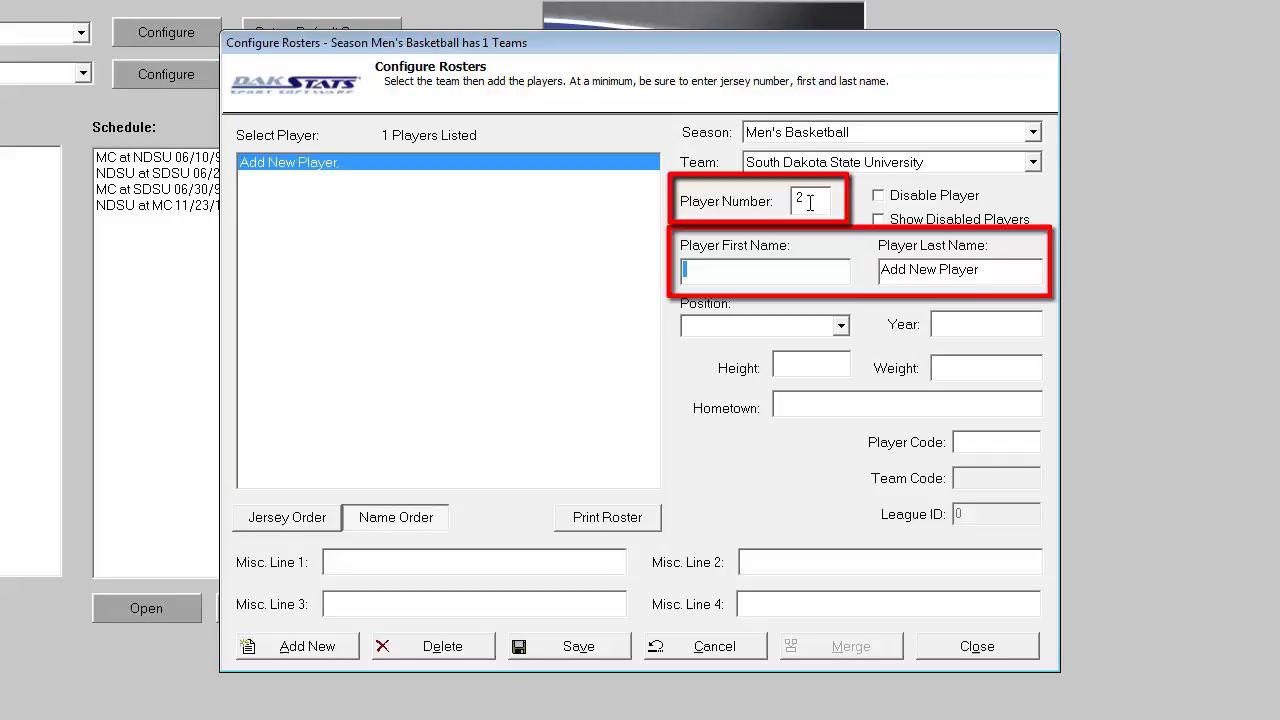 Configure
Configure
Configure Rosters - Season Men's Basketball has 1 Teams
DAKSTATS
SPORT SOFTWARE
Configure Rosters
Select the team then add the players. At a minimum, be sure to enter season, number, first and last name.
Schedule:
MC at NDSU 06/10/9
NDSU at SDSU 06/2
MC at SDSU 06/30/9
NDSU at MC 11/23/1
Open
Select Player: 1 Players Listed
Add New Player,
Season: Men's Basketball
Team: South Dakota State University
Player Number: 2
Disable Player
Show Disabled Players
Player First Name: Player Last Name:
Add New Player
Position:
Year:
Height: Weight:
Hometown:
Player Code:
Team Code:
League ID: 0
Jersey Order Name Order Print Roster
Misc. Line 1: Misc. Line 2:
Misc. Line 3: Misc. Line 4:
Add New Delete Save Cancel Merge Close